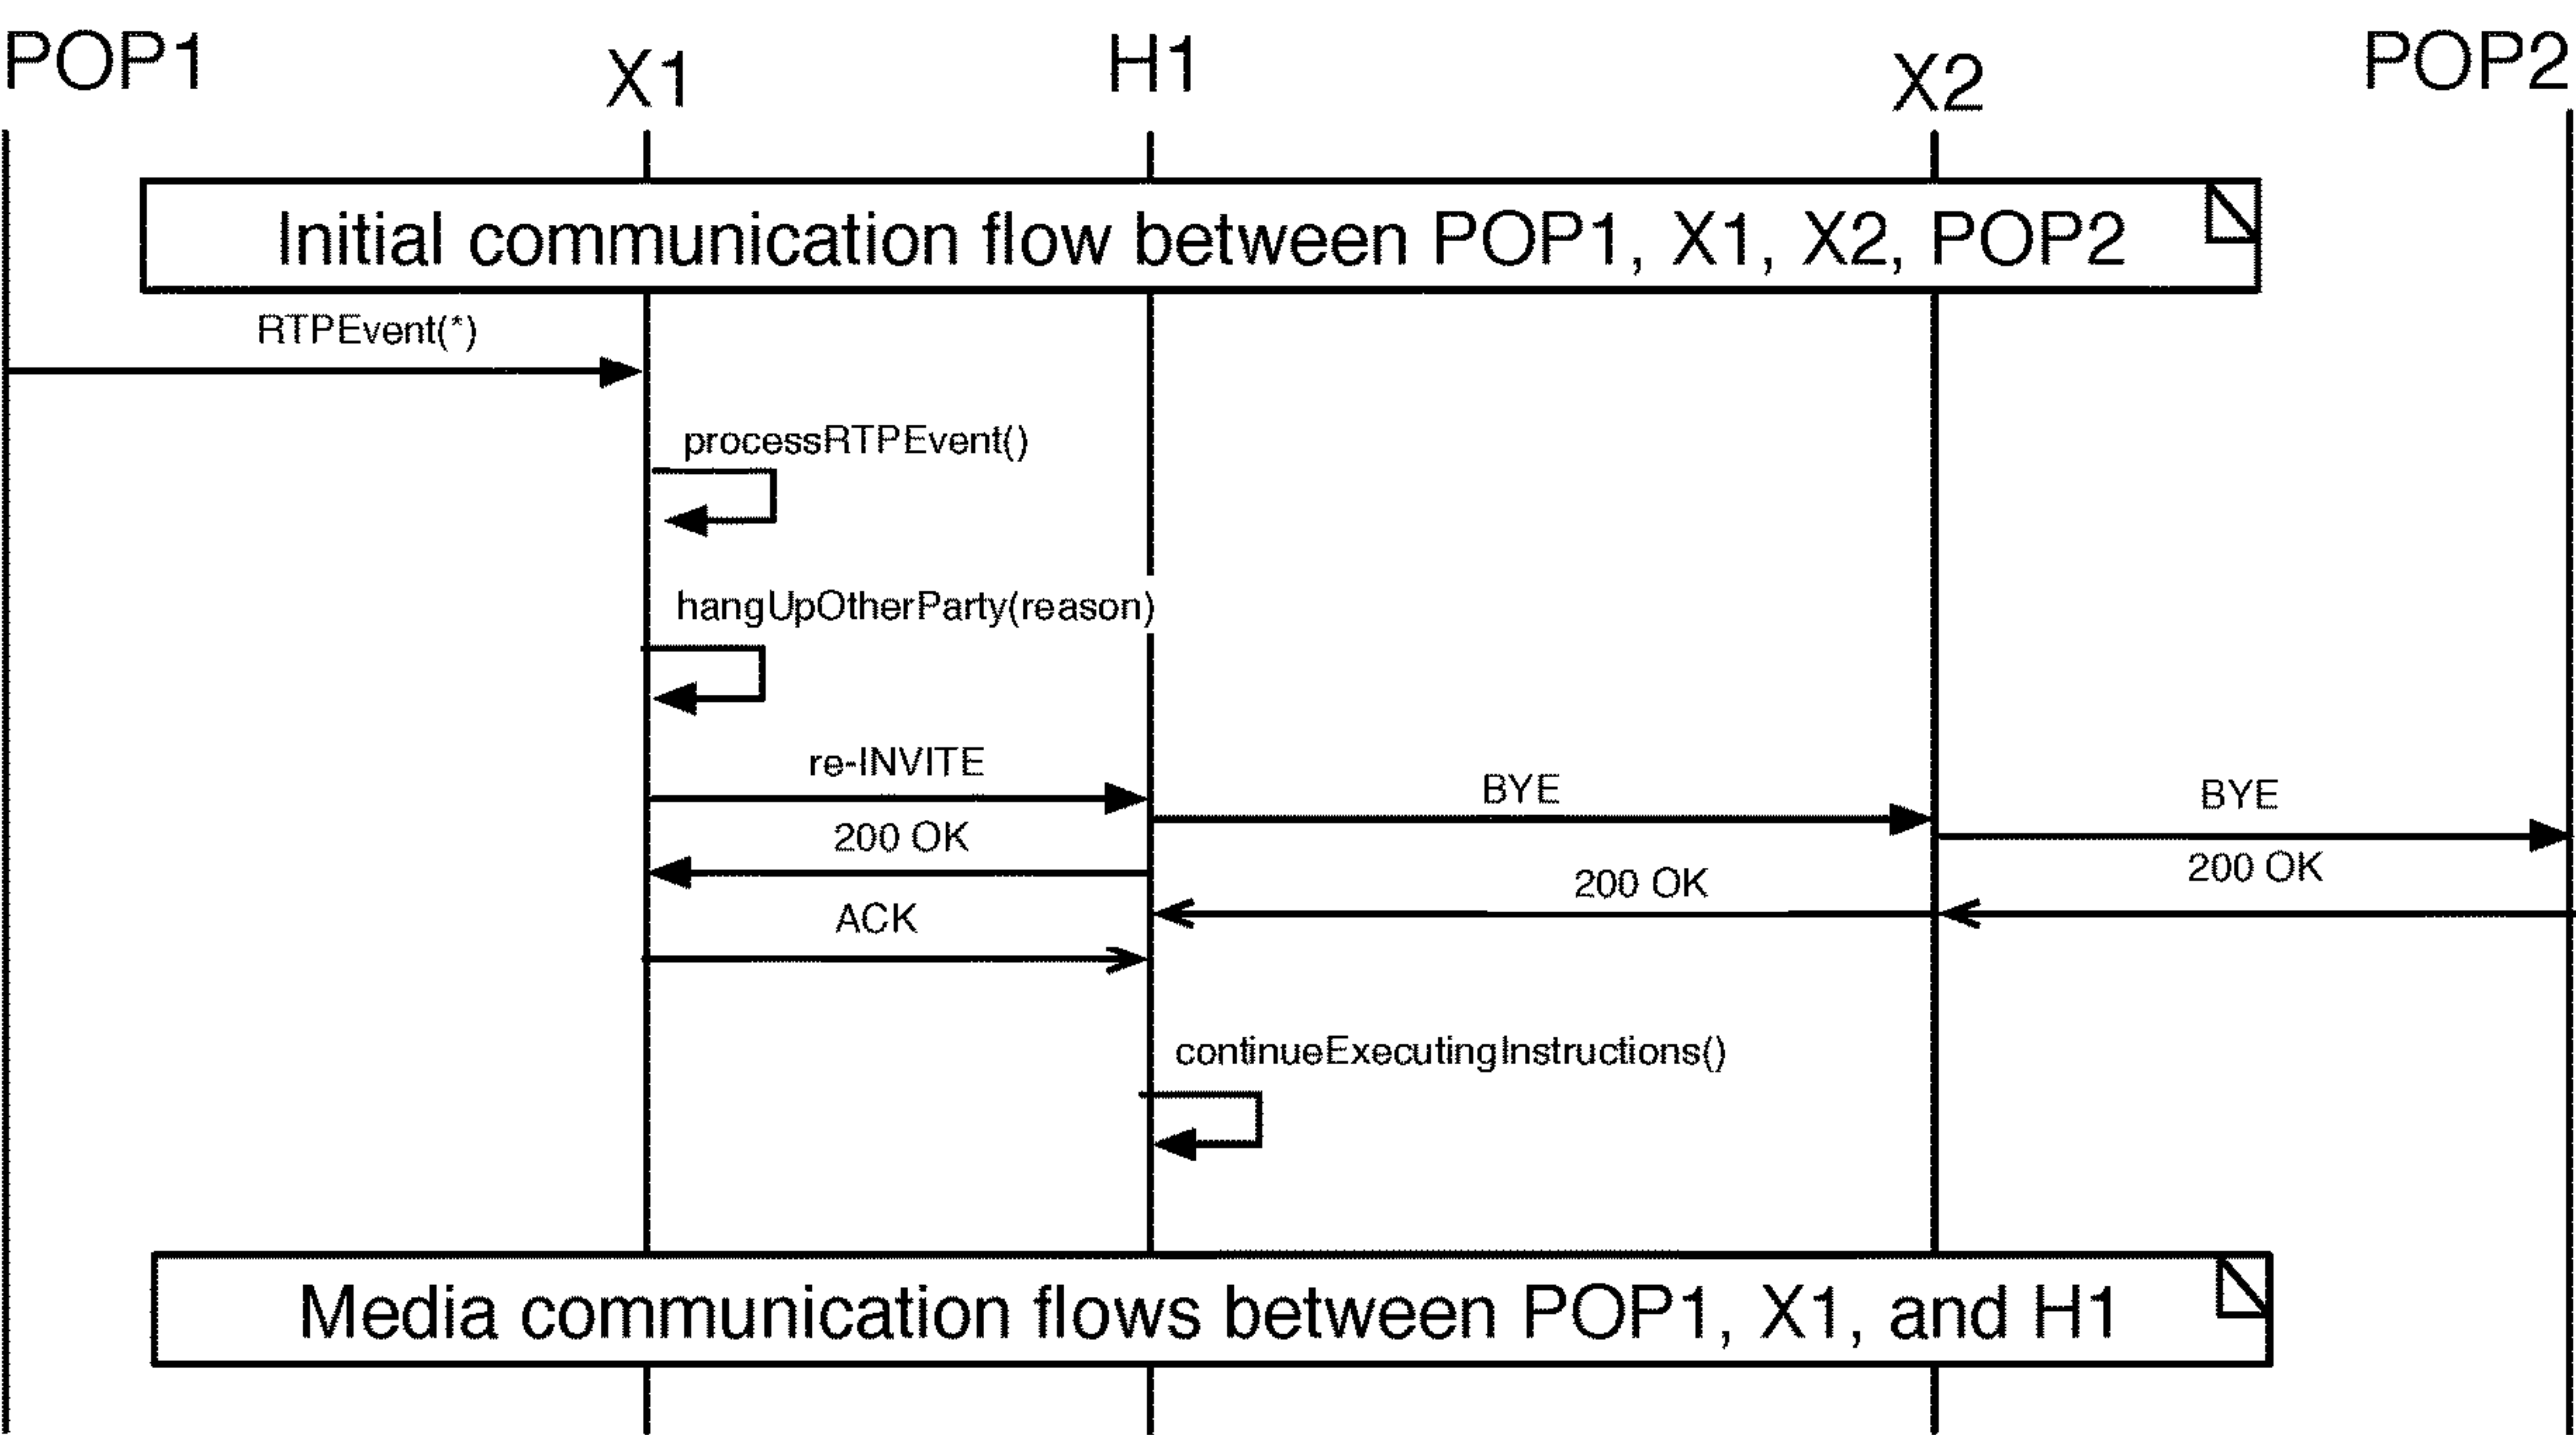 POP1
X1
H1
X2
POP2
Initial communication flow between POP1, X1, X2, POP2
RTPEvent(*)
processRTPEvent()
hangUpOtherParty(reason)
re-INVITE
BYE
BYE
200 OK
200 OK
200 OK
ACK
continueExecutingInstructions()
Media communication flows between POP1, X1, and H1